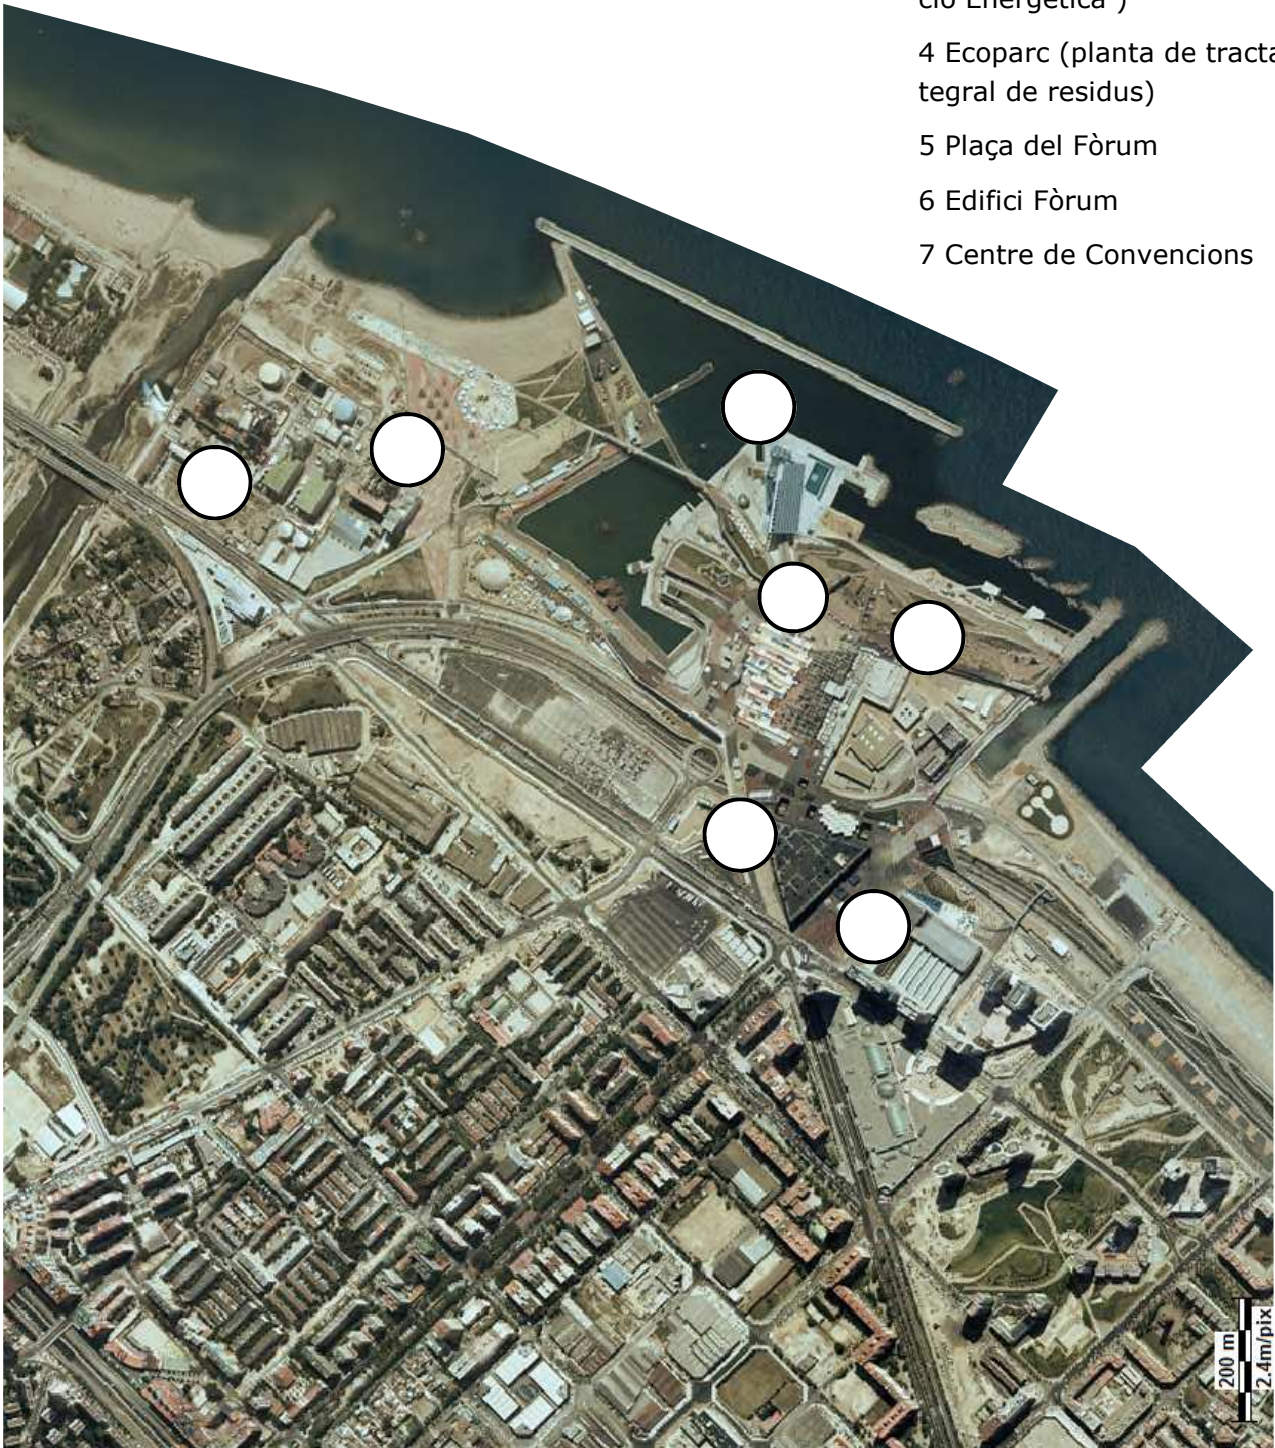 ció Energètica )
4 Ecoparc (planta de tracta
tegral de residus)
5 Plaça del Fòrum
6 Edifici Fòrum
7 Centre de Convencions
200 m
2.4m/pix